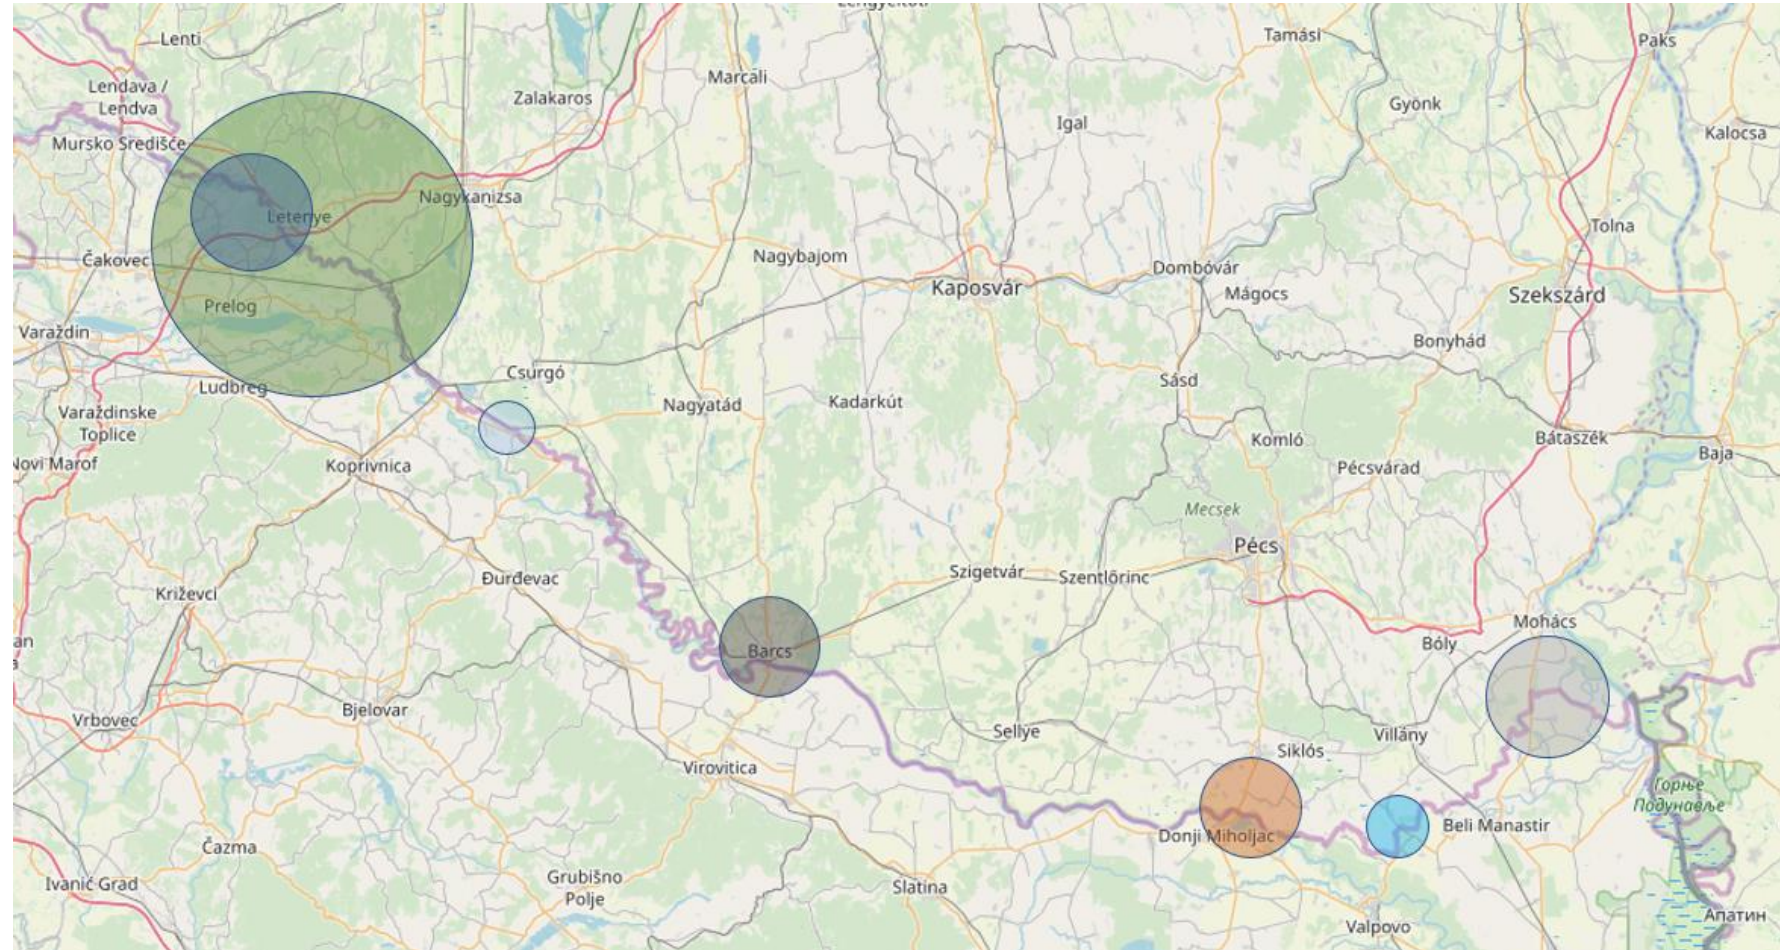 Lengyeltóti
Lenti
Tamási
Paks
Marcali
Lendava /
Lendva
Zalakaros
Gyönk
Igal
Kalocsa
Mursko Središće
Nagykanizsa
Letenye
Tolna
Čakovec
Nagybajom
Dombóvár
Kaposvár
Mágocs
Szekszárd
Prelog
Varaždin
Bonyhád
Csurgó
Sásd
Ludbreg
Nagyatád
Kadarkút
Varaždinske
Toplice
Komló
Bátaszék
Baja
Novi Marof
Koprivnica
Pécsvárad
Mecsek
Pécs
Szigetvár
Szentlőrinc
Đurđevac
Križevci
Mohács
an
a
Barcs
Bóly
Bjelovar
Vrbovec
Sellye
Villány
Siklós
Virovitica
Горње
Подунавље
Beli Manastir
Donji Miholjac
Čazma
Grubišno
Polje
Ivanić Grad
Slatina
Апатин
Valpovo